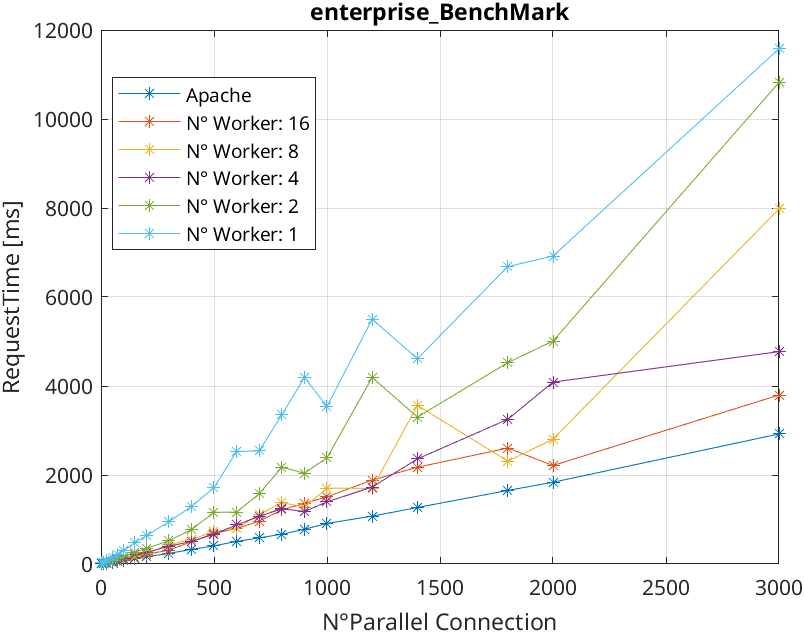 enterprise_BenchMark
12000
10000
8000
6000
4000
2000
0
RequestTime [ms]
Apache
N° Worker: 16
N° Worker: 8
N° Worker: 4
N° Worker: 2
N° Worker: 1
0 500 1000 1500 2000 2500 3000
N°Parallel Connection